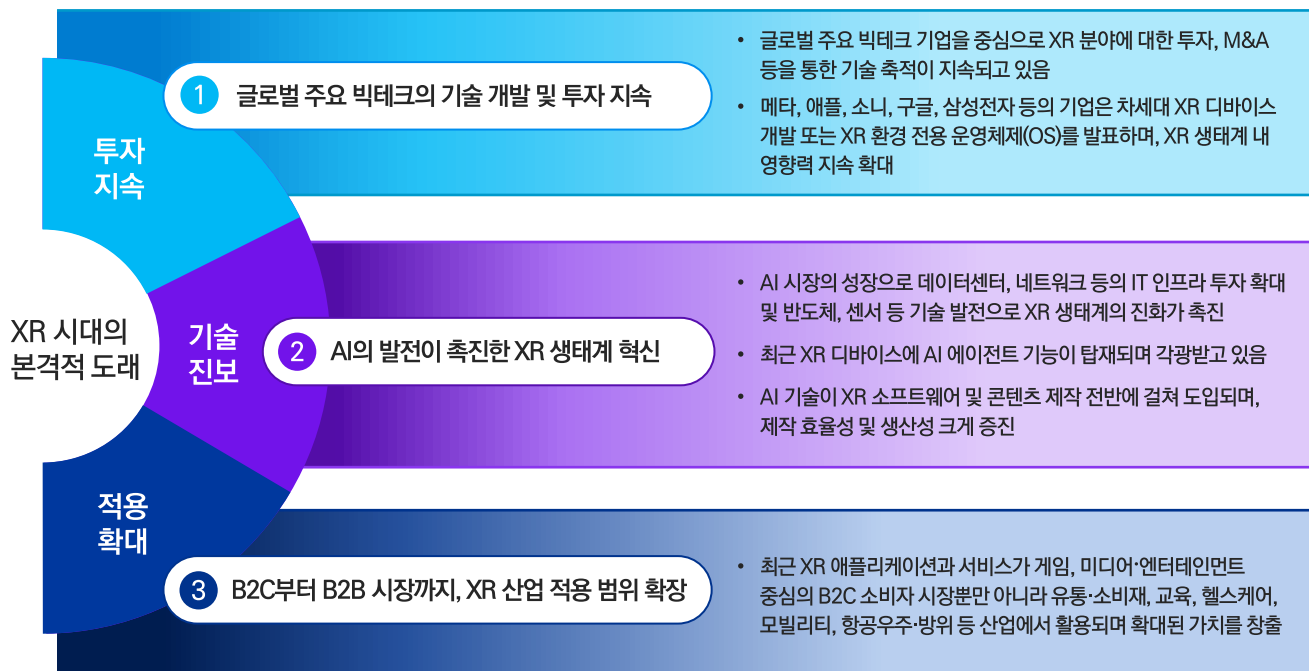 XR 시대의
본격적 도래
투자
지속
1 글로벌 주요 빅테크의 기술 개발 및 투자 지속
• 글로벌 주요 빅테크 기업을 중심으로 XR 분야에 대한 투자, M&A
등을 통한 기술 축적이 지속되고 있음
• 메타, 애플, 소니, 구글, 삼성전자 등의 기업은 차세대 XR 디바이스
개발 또는 XR 환경 전용 운영체제(OS)를 발표하며, XR 생태계 내
영향력 지속 확대
기술
진보
2 AI의 발전이 촉진한 XR 생태계 혁신
• AI 시장의 성장으로 데이터센터, 네트워크 등의 IT 인프라 투자 확대
및 반도체, 센서 등 기술 발전으로 XR 생태계의 진화가 촉진
• 최근 XR 디바이스에 AI 에이전트 기능이 탑재되며 각광받고 있음
• AI 기술이 XR 소프트웨어 및 콘텐츠 제작 전반에 걸쳐 도입되며,
제작 효율성 및 생산성 크게 증진
적용
확대
3 B2C부터 B2B 시장까지, XR 산업 적용 범위 확장
• 최근 XR 애플리케이션과 서비스가 게임, 미디어·엔터테인먼트
중심의 B2C 소비자 시장뿐만 아니라 유통·소비재, 교육, 헬스케어,
모빌리티, 항공우주·방위 등 산업에서 활용되며 확대된 가치를 창출